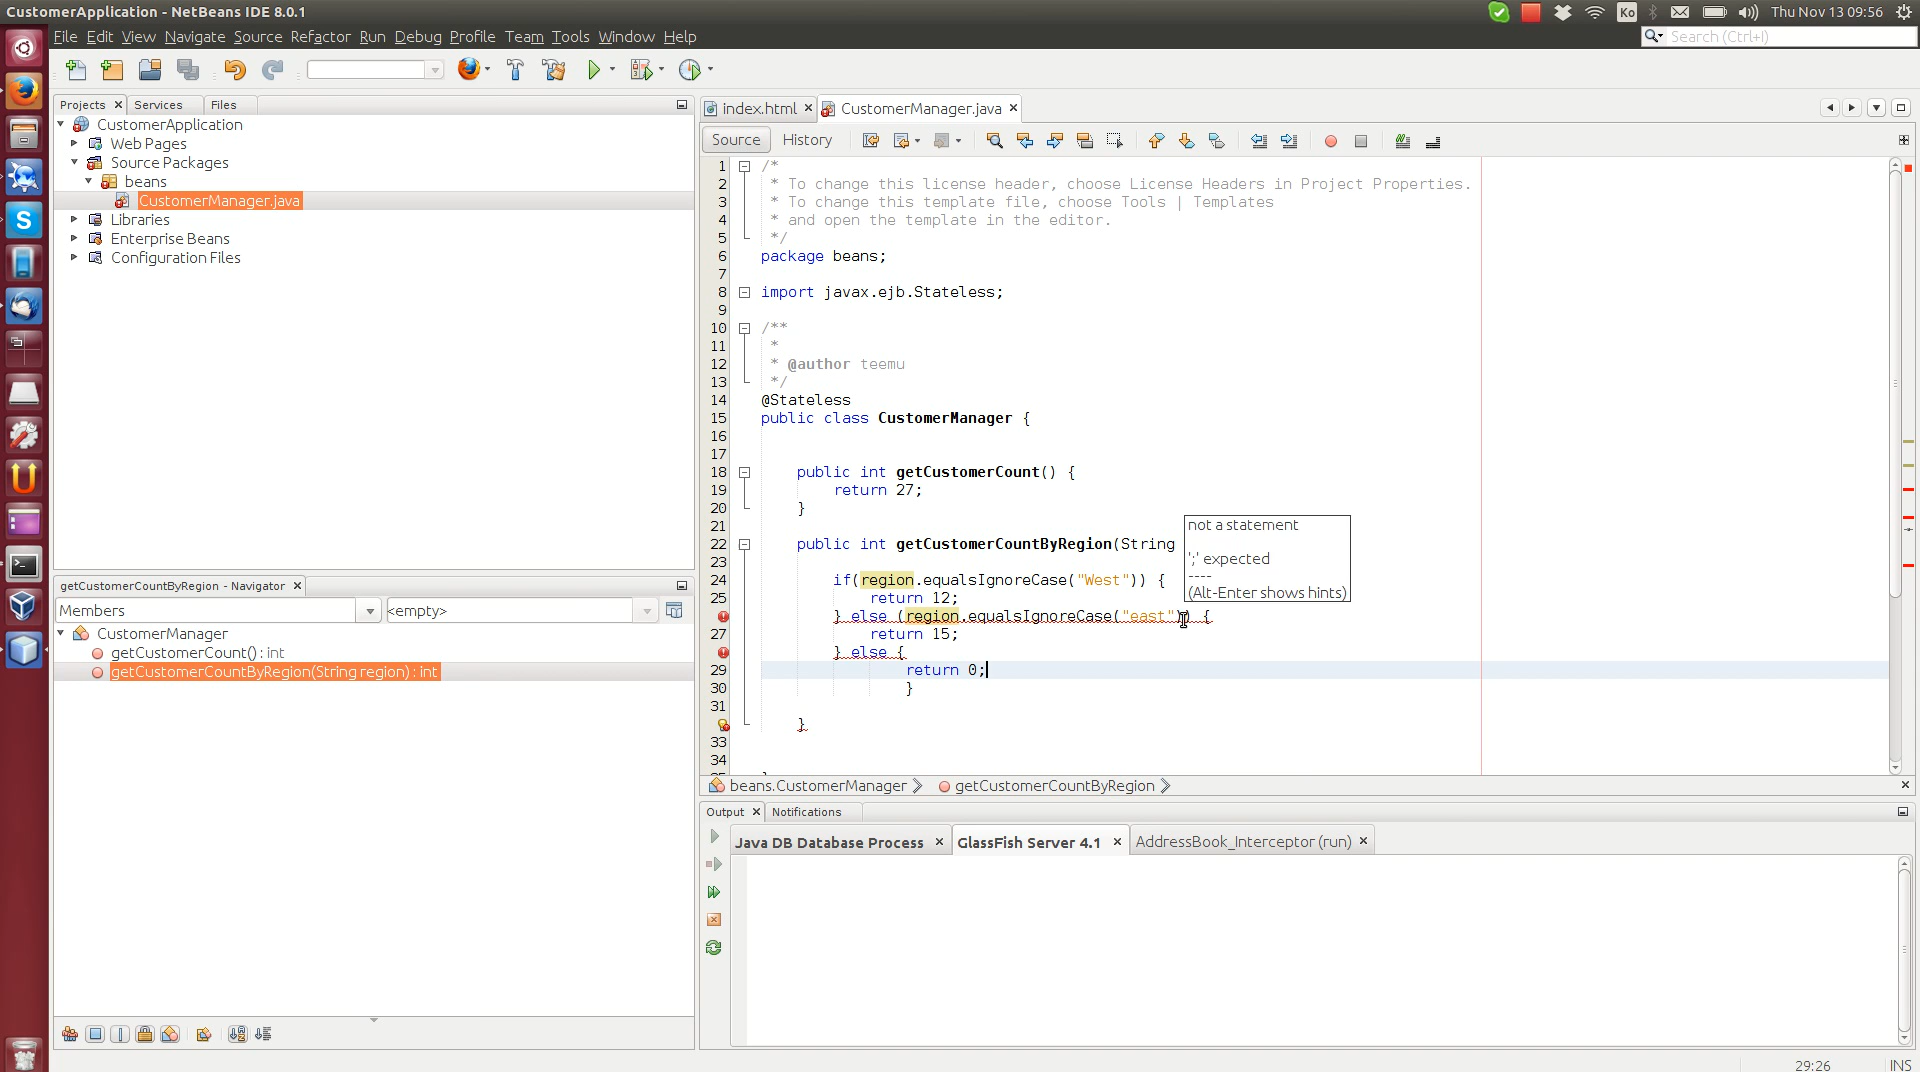 CustomerApplication - NetBeans IDE 8.0.1
Ko
Thu Nov 13 09:56
File Edit View Navigate Source Refactor Run Debug Profile Team Tools Window Help
Search (Ctrl+I)
Projects
Services
Files
CustomerApplication
Web Pages
Source Packages
beans
CustomerManager.java
Libraries
Enterprise Beans
Configuration Files
getCustomerCountByRegion - Navigator
Members
<empty>
CustomerManager
getCustomerCount() : int
getCustomerCountByRegion(String region) : int
index.html
CustomerManager.java
Source
History
1 /*
2 * To change this license header, choose License Headers in Project Properties.
3 * To change this template file, choose Tools | Templates
4 * and open the template in the editor.
5 */
6 package beans;
7
8 import javax.ejb.Stateless;
9
10 /**
11 *
12 * @author teemu
13 */
14 @Stateless
15 public class CustomerManager {
16
17
18 public int getCustomerCount() {
19 return 27;
20 }
21
22 public int getCustomerCountByRegion(String
23
24 if(region.equalsIgnoreCase("West")) {
25 return 12;
} else (region.equalsIgnoreCase("east")) {
27 return 15;
} else {
29 return 0;
30 }
31
}
33
34
not a statement
';' expected
----
(Alt-Enter shows hints)
beans.CustomerManager
getCustomerCountByRegion
Output
Notifications
Java DB Database Process
GlassFish Server 4.1
AddressBook_Interceptor (run)
29:26
INS